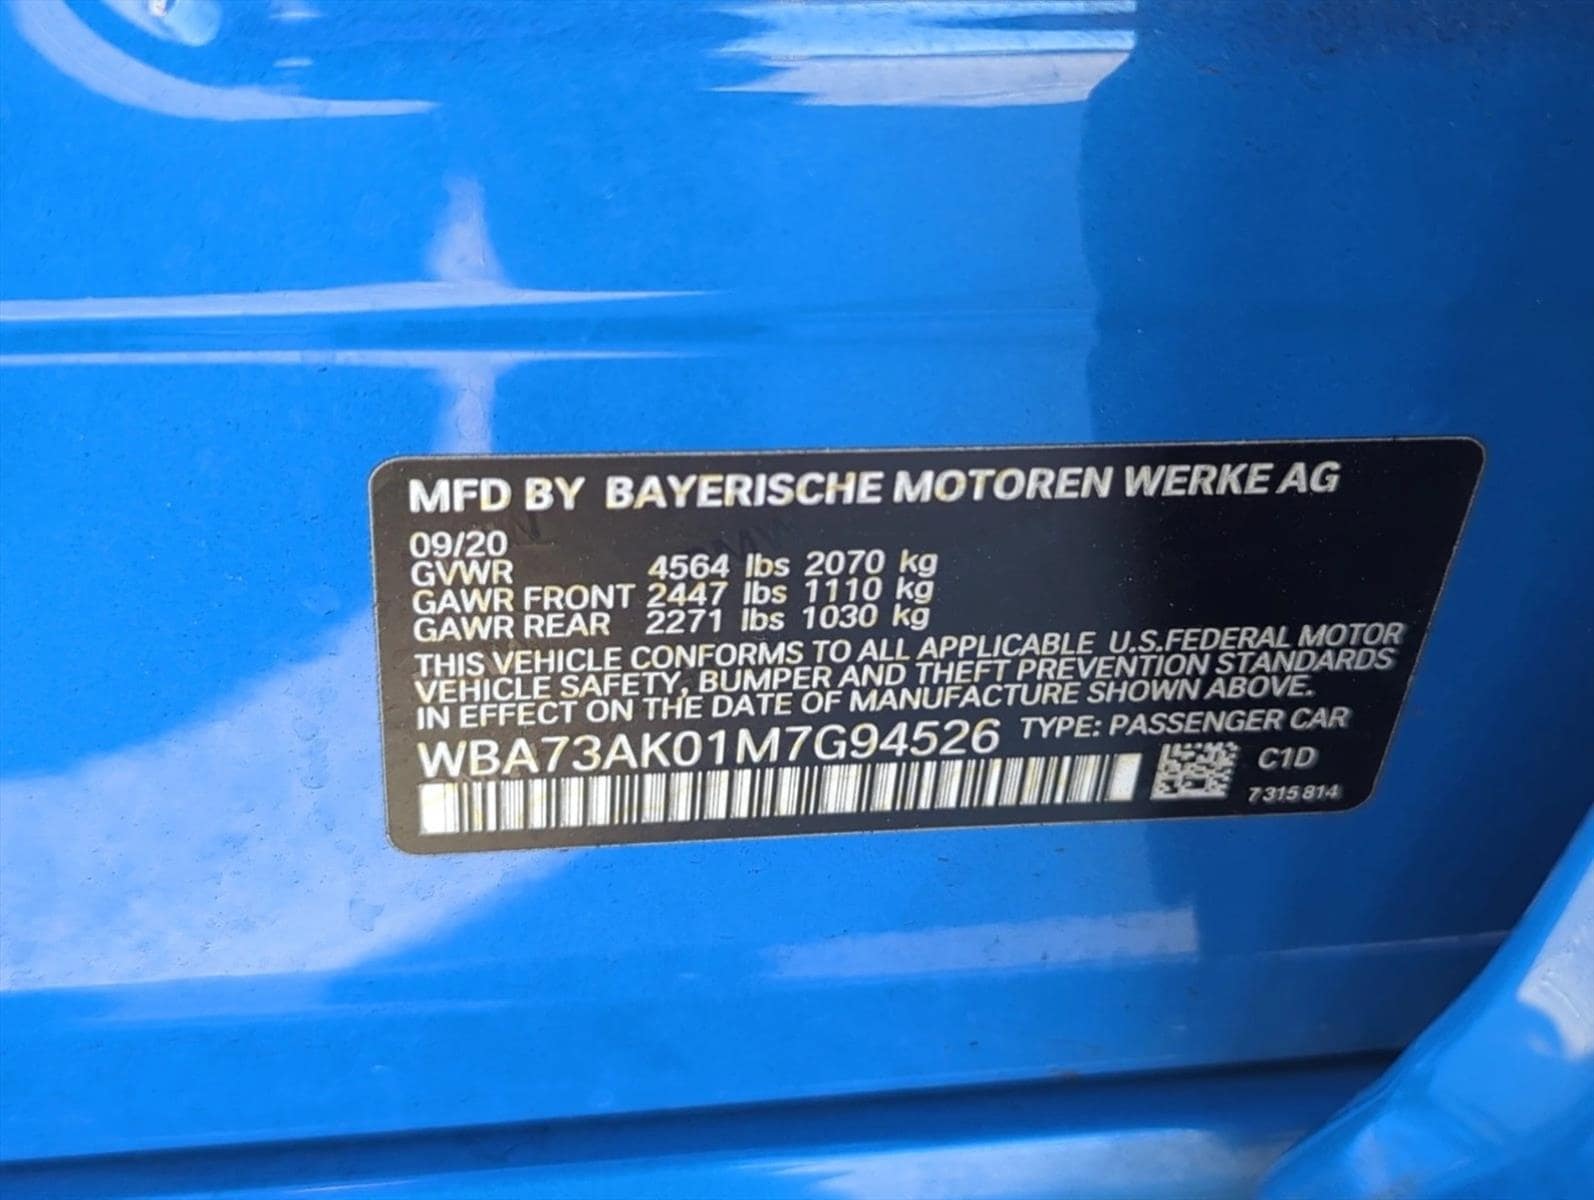 MFD BY BAYERISCHE MOTOREN WERKE AG
09/20
GVWR 4564 lbs 2070 kg
GAWR FRONT 2447 lbs 1110 kg
GAWR REAR 2271 lbs 1030 kg
THIS VEHICLE CONFORMS TO ALL APPLICABLE U.S.FEDERAL MOTOR
VEHICLE SAFETY, BUMPER AND THEFT PREVENTION STANDARDS
IN EFFECT ON THE DATE OF MANUFACTURE SHOWN ABOVE.
WBA73AK01M7G94526 TYPE: PASSENGER CAR
C1D
7 315 814